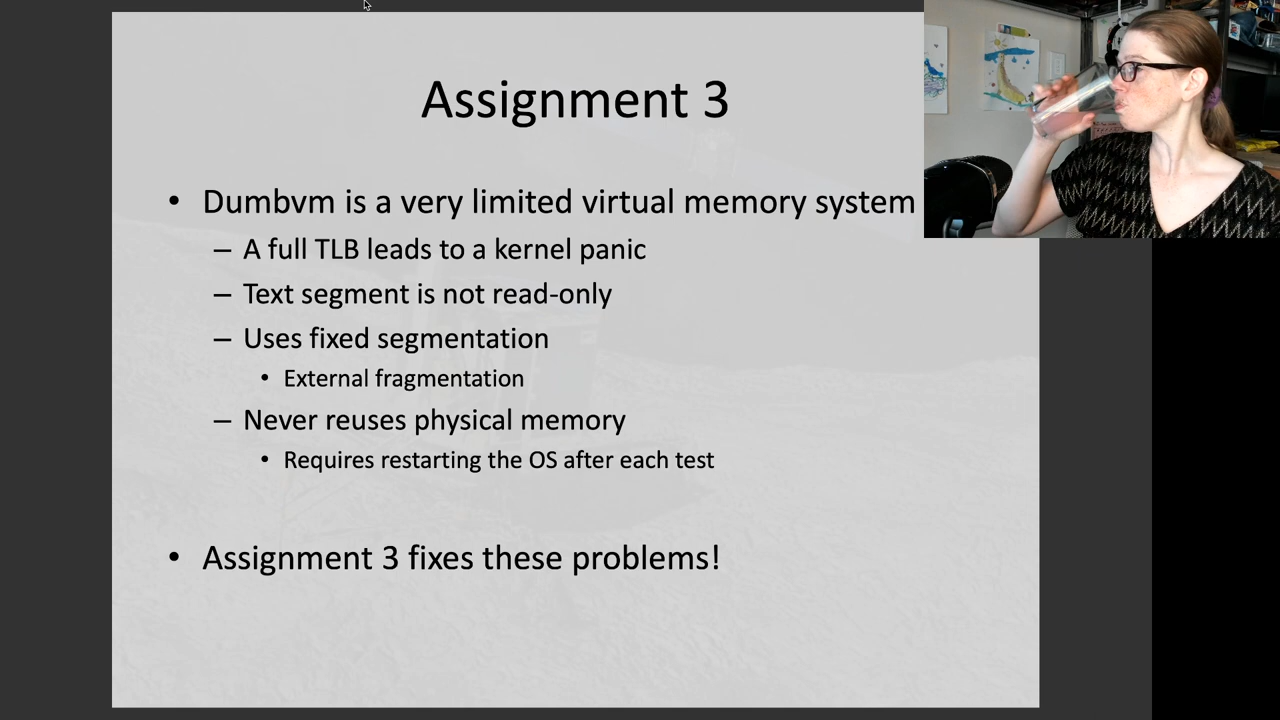 Assignment 3
• Dumbvm is a very limited virtual memory system
– A full TLB leads to a kernel panic
– Text segment is not read-only
– Uses fixed segmentation
• External fragmentation
– Never reuses physical memory
• Requires restarting the OS after each test
• Assignment 3 fixes these problems!